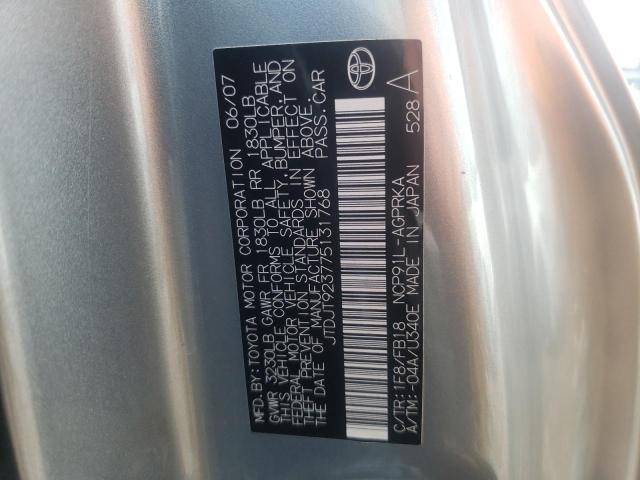 MFD.BY:TOYOTA MOTOR CORPORATION 06/07
GVWR 3230LB GAWR FR 1830LB RR 1830LB
THIS VEHICLE CONFORMS TO ALL APPLICABLE
FEDERAL MOTOR VEHICLE SAFETY,BUMPER,AND
THEFT PREVENTION STANDARDS IN EFFECT ON
THE DATE OF MANUFACTURE SHOWN ABOVE.
JTDJT923775131768 PASS.CAR
C/TR:1F8/FB18 NCP91L-AGPRKA
A/TM:-04A/U340E MADE IN JAPAN 528 A